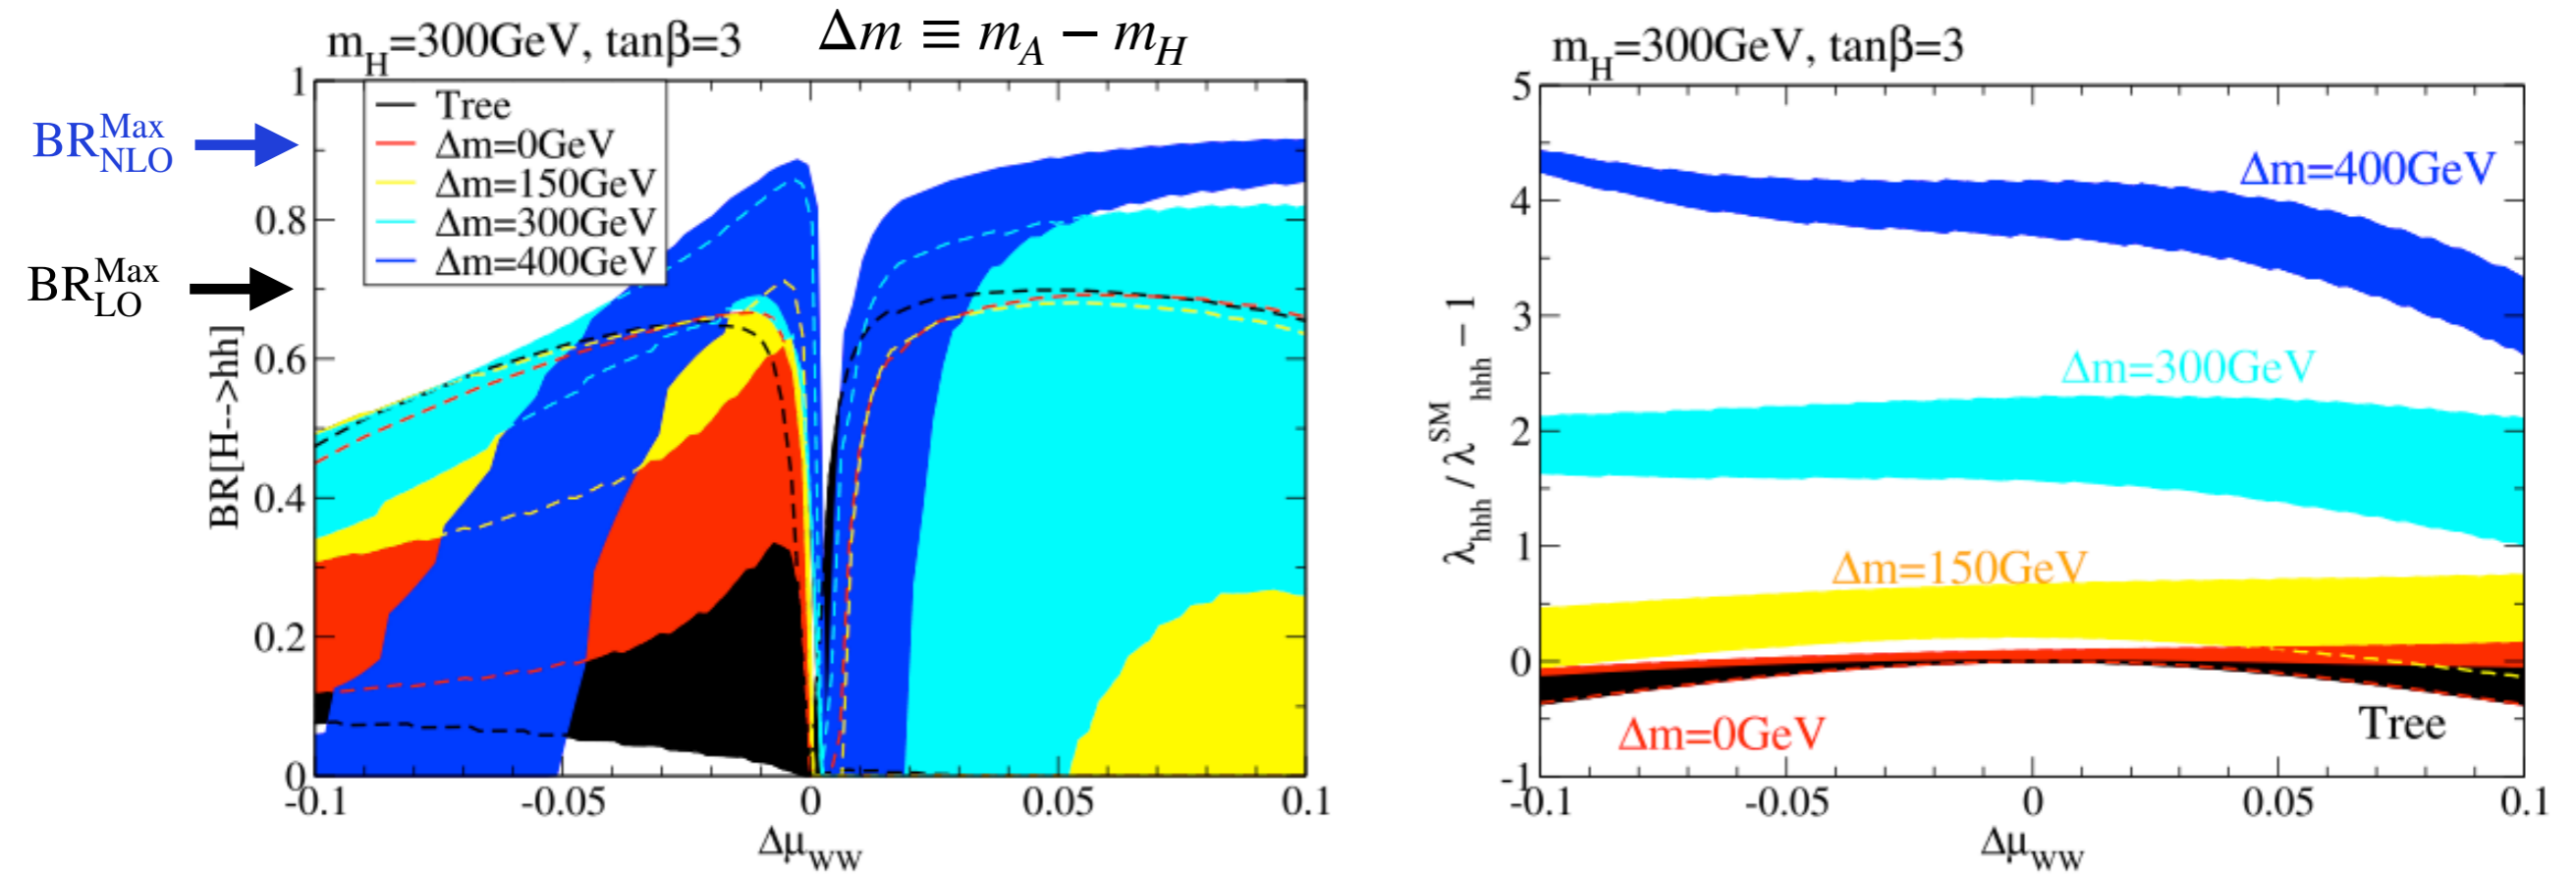 m_H=300GeV, tanβ=3
Δm ≡ m_A − m_H
BR^Max_NLO
BR^Max_LO
BR[H-->hh]
1
0.8
0.6
0.4
0.2
0
Tree
Δm=0GeV
Δm=150GeV
Δm=300GeV
Δm=400GeV
-0.1
-0.05
0
0.05
0.1
Δμ_WW
m_H=300GeV, tanβ=3
λ_hhh / λ^SM_hhh − 1
5
4
3
2
1
0
-1
Δm=400GeV
Δm=300GeV
Δm=150GeV
Δm=0GeV
Tree
-0.1
-0.05
0
0.05
0.1
Δμ_WW